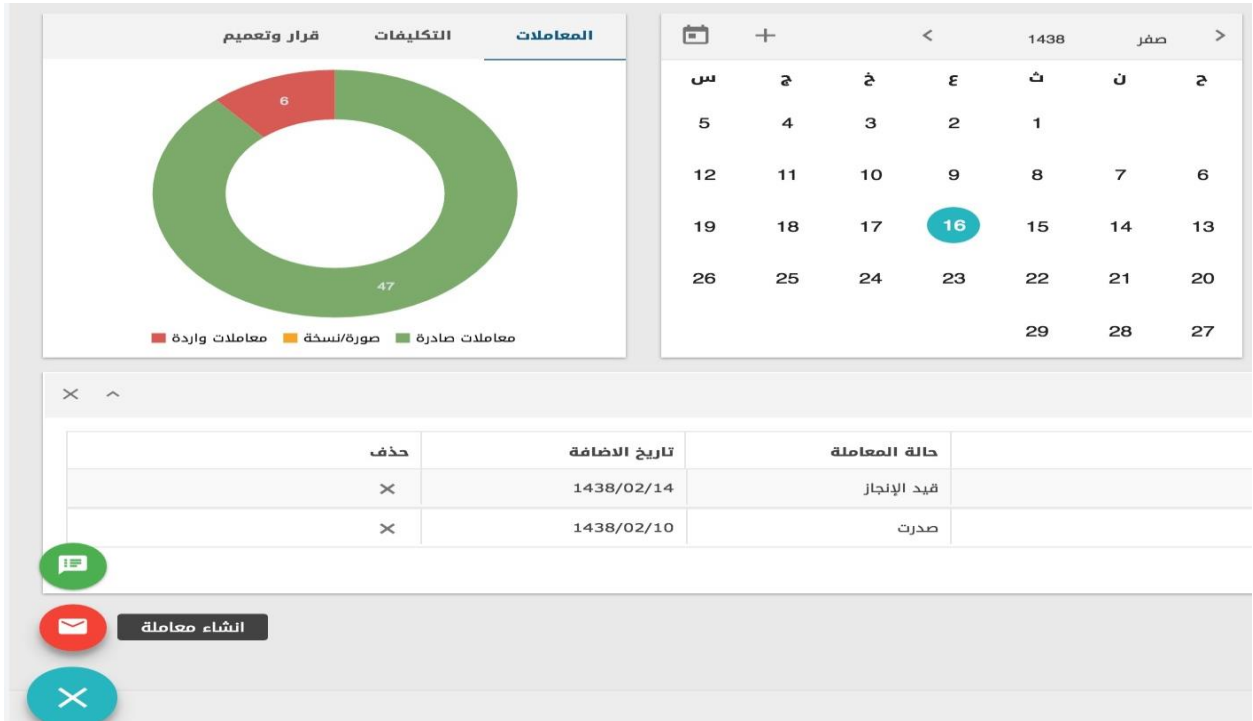 صفر 1438
ح ن ث ع خ ج س
1 2 3 4 5
6 7 8 9 10 11 12
13 14 15 16 17 18 19
20 21 22 23 24 25 26
27 28 29
المعاملات التكليفات قرار وتعميم
6
47
معاملات صادرة صورة/نسخة معاملات واردة
حالة المعاملة تاريخ الاضافة حذف
قيد الإنجاز 1438/02/14
صدرت 1438/02/10
انشاء معاملة